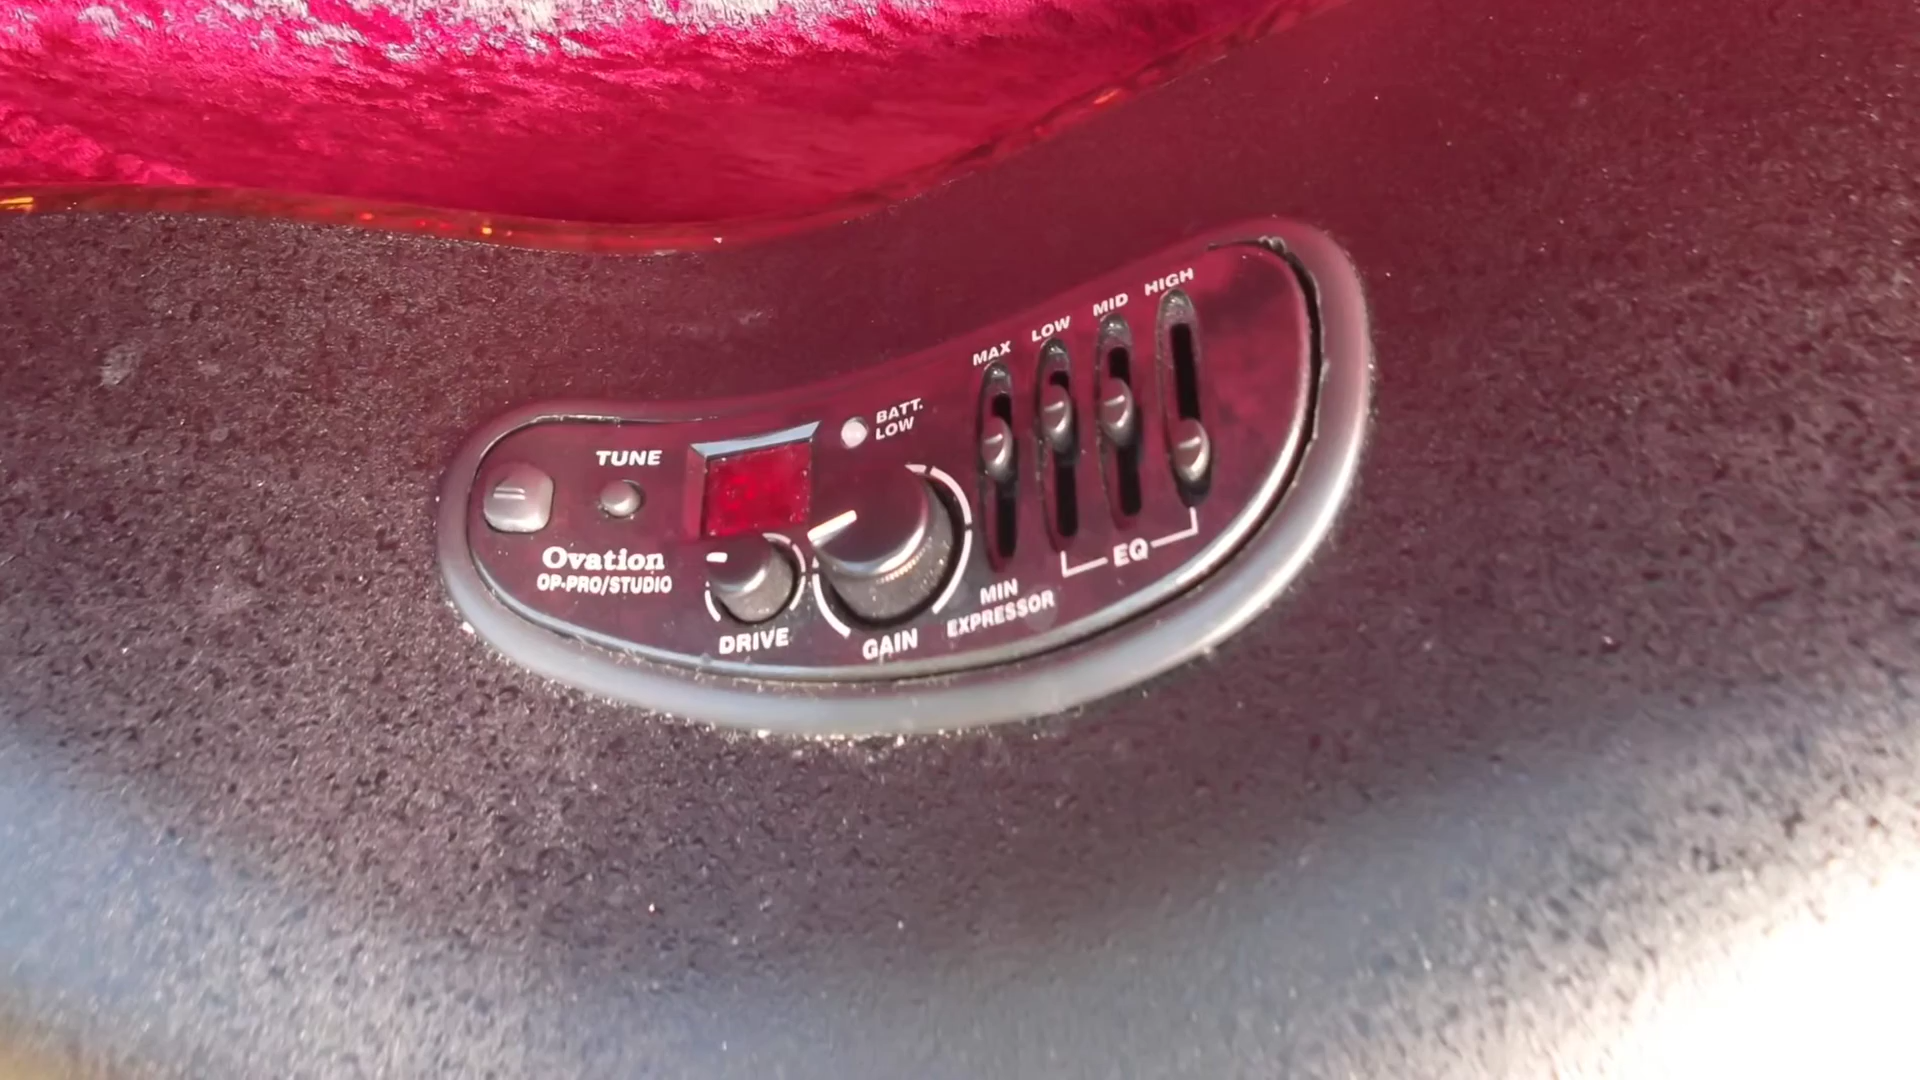 TUNE
Ovation
OP-PRO/STUDIO
BATT.
LOW
DRIVE
GAIN
MAX
LOW
MID
HIGH
EQ
MIN
EXPRESSOR